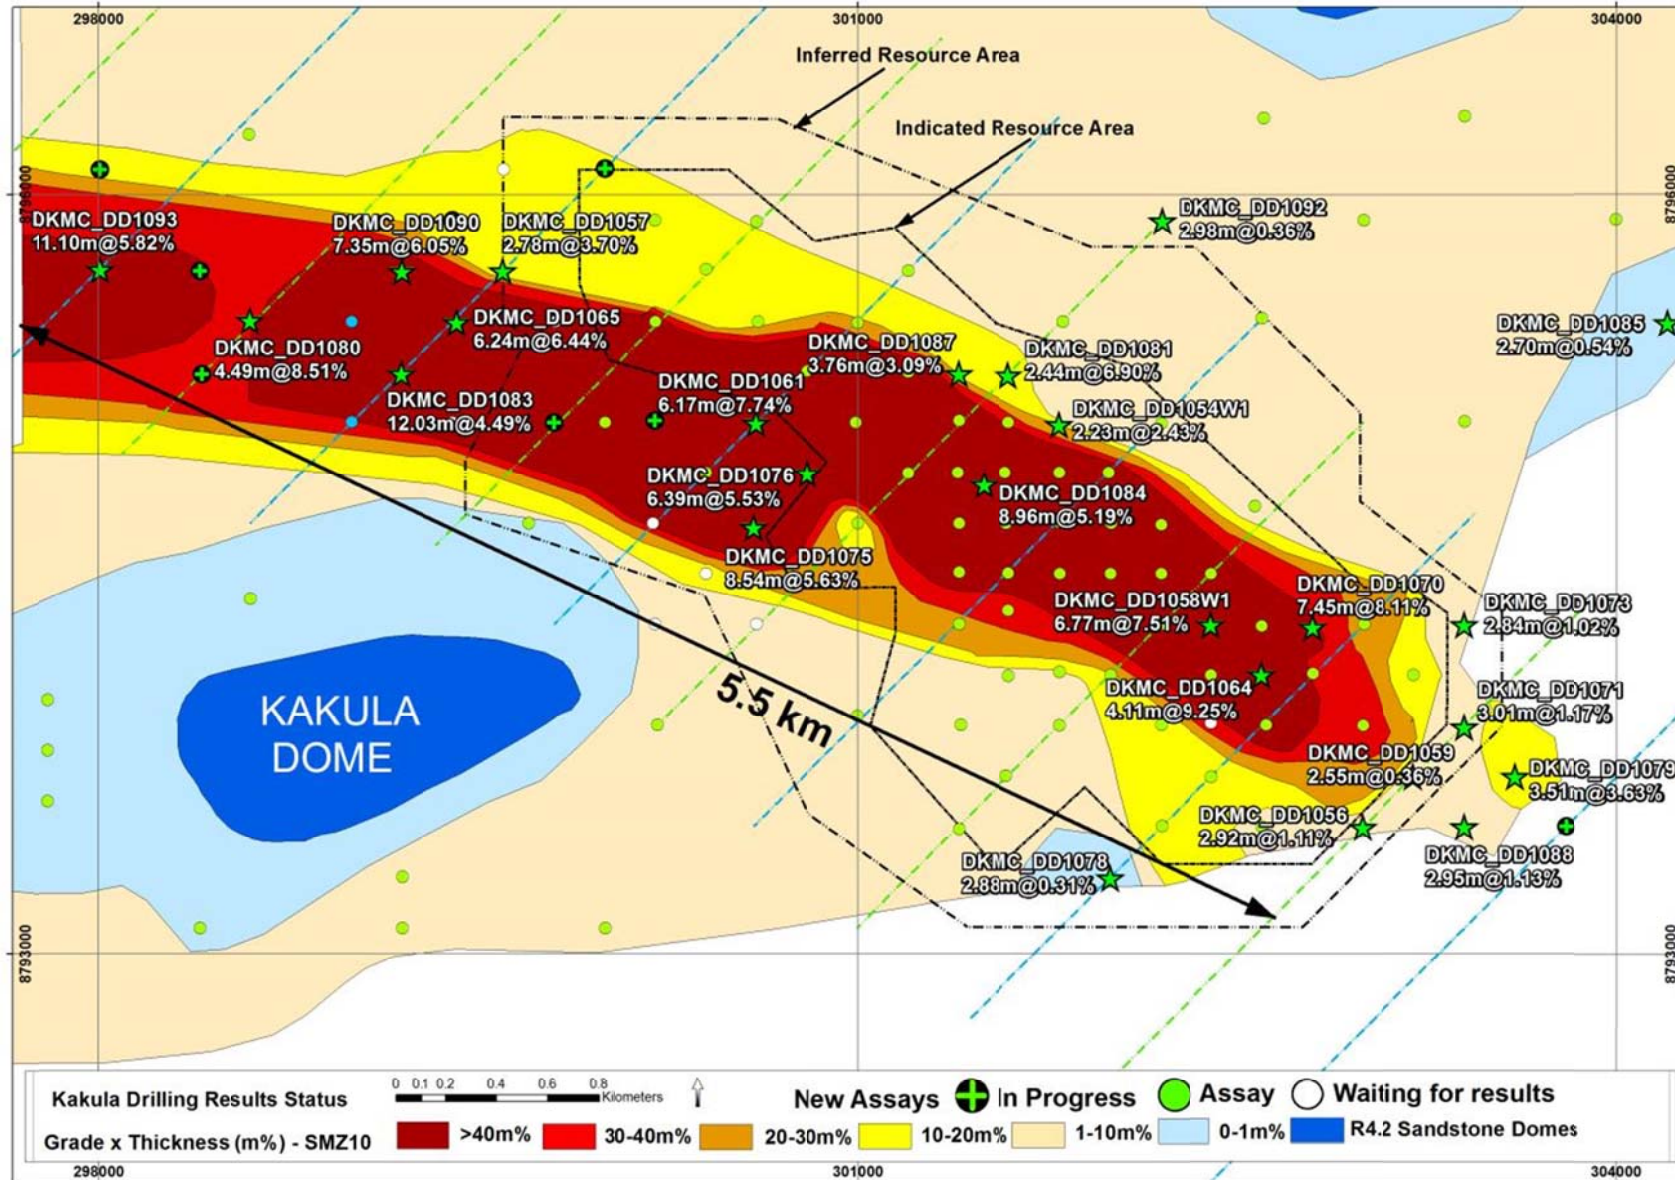 298000
301000
304000
Inferred Resource Area
Indicated Resource Area
8796000
8796000
DKMC_DD1093
11.10m@5.82%
DKMC_DD1090
7.35m@6.05%
DKMC_DD1057
2.78m@3.70%
DKMC_DD1092
2.98m@0.36%
DKMC_DD1065
6.24m@6.44%
DKMC_DD1085
2.70m@0.54%
DKMC_DD1080
4.49m@8.51%
DKMC_DD1087
3.76m@3.09%
DKMC_DD1081
2.44m@6.90%
DKMC_DD1061
6.17m@7.74%
DKMC_DD1083
12.03m@4.49%
DKMC_DD1054W1
2.23m@2.43%
DKMC_DD1076
6.39m@5.53%
DKMC_DD1084
8.96m@5.19%
DKMC_DD1075
8.54m@5.63%
DKMC_DD1058W1
6.77m@7.51%
DKMC_DD1070
7.45m@8.11%
DKMC_DD1073
2.84m@1.02%
DKMC_DD1064
4.11m@9.25%
DKMC_DD1071
3.01m@1.17%
KAKULA
DOME
5.5 km
DKMC_DD1059
2.55m@0.36%
DKMC_DD1079
3.51m@3.63%
DKMC_DD1056
2.92m@1.11%
DKMC_DD1078
2.88m@0.31%
DKMC_DD1088
2.95m@1.13%
8793000
8793000
Kakula Drilling Results Status
0 0.1 0.2 0.4 0.6 0.8
Kilometers
New Assays
In Progress
Assay
Waiting for results
Grade x Thickness (m%) - SMZ10
>40m%
30-40m%
20-30m%
10-20m%
1-10m%
0-1m%
R4.2 Sandstone Domes
298000
301000
304000